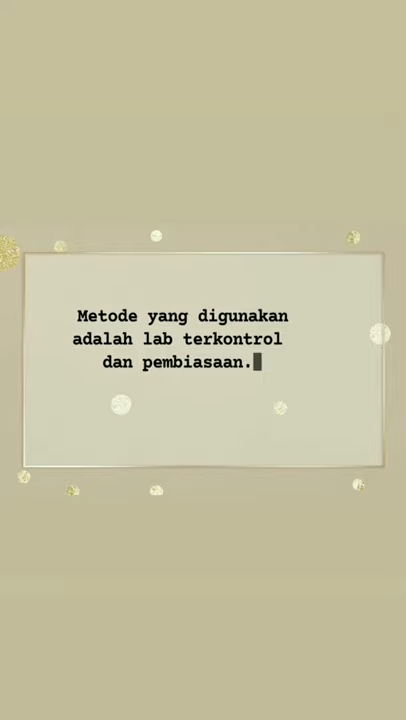 Metode yang digunakan
adalah lab terkontrol
dan pembiasaan.